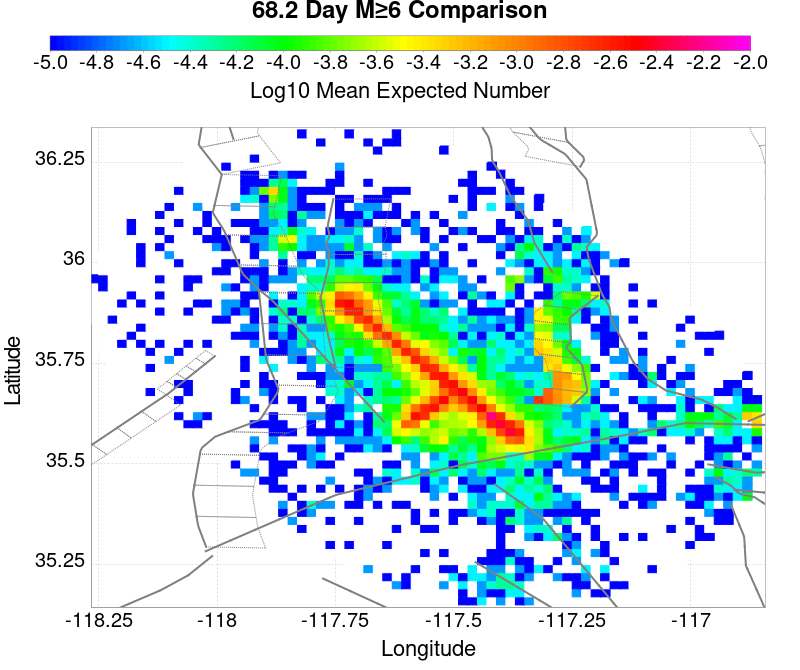 68.2 Day M≥6 Comparison
-5.0 -4.8 -4.6 -4.4 -4.2 -4.0 -3.8 -3.6 -3.4 -3.2 -3.0 -2.8 -2.6 -2.4 -2.2 -2.0
Log10 Mean Expected Number
36.25
36
35.75
35.5
35.25
Latitude
-118.25 -118 -117.75 -117.5 -117.25 -117
Longitude